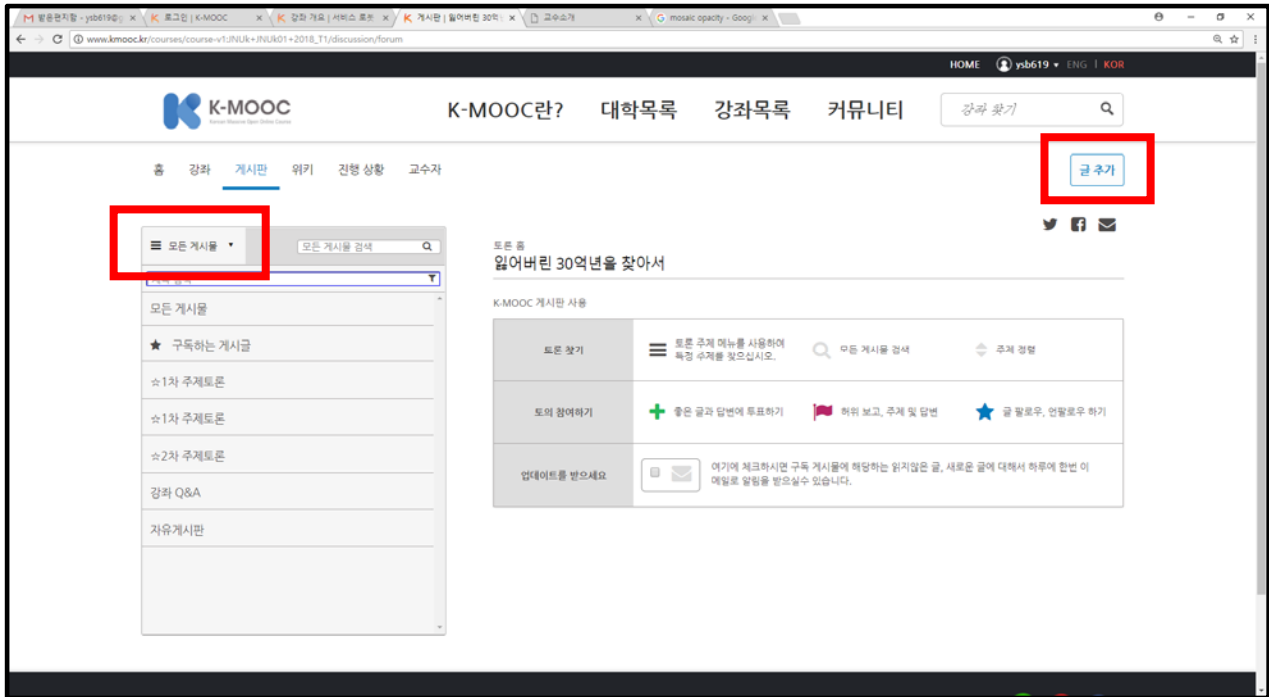 받은편지함 - ysb619@g
로그인 | K-MOOC
강좌 개요 | 서비스 로봇
게시판 | 잃어버린 30억
교수소개
mosaic opacity - Googl
www.kmooc.kr/courses/course-v1:JNUk+JNUk01+2018_T1/discussion/forum
HOME ysb619 ▾ ENG | KOR
K-MOOC
Korean Massive Open Online Course
K-MOOC란? 대학목록 강좌목록 커뮤니티 강좌 찾기
홈 강좌 게시판 위키 진행 상황 교수자 글 추가
모든 게시물 ▼ 모든 게시물 검색
모든 게시물
★ 구독하는 게시글
☆1차 주제토론
☆1차 주제토론
☆2차 주제토론
강좌 Q&A
자유게시판
토론 홈
잃어버린 30억년을 찾아서
K-MOOC 게시판 사용
토론 찾기 토론 주제 메뉴를 사용하여 모든 게시물 검색 주제 정렬
특정 주제를 찾으십시오.
토의 참여하기 좋은 글과 답변에 투표하기 허위 보고, 주제 및 답변 글 팔로우, 언팔로우 하기
업데이트를 받으세요 여기에 체크하시면 구독 게시물에 해당하는 읽지않은 글, 새로운 글에 대해서 하루에 한번 이
메일로 알림을 받으실수 있습니다.